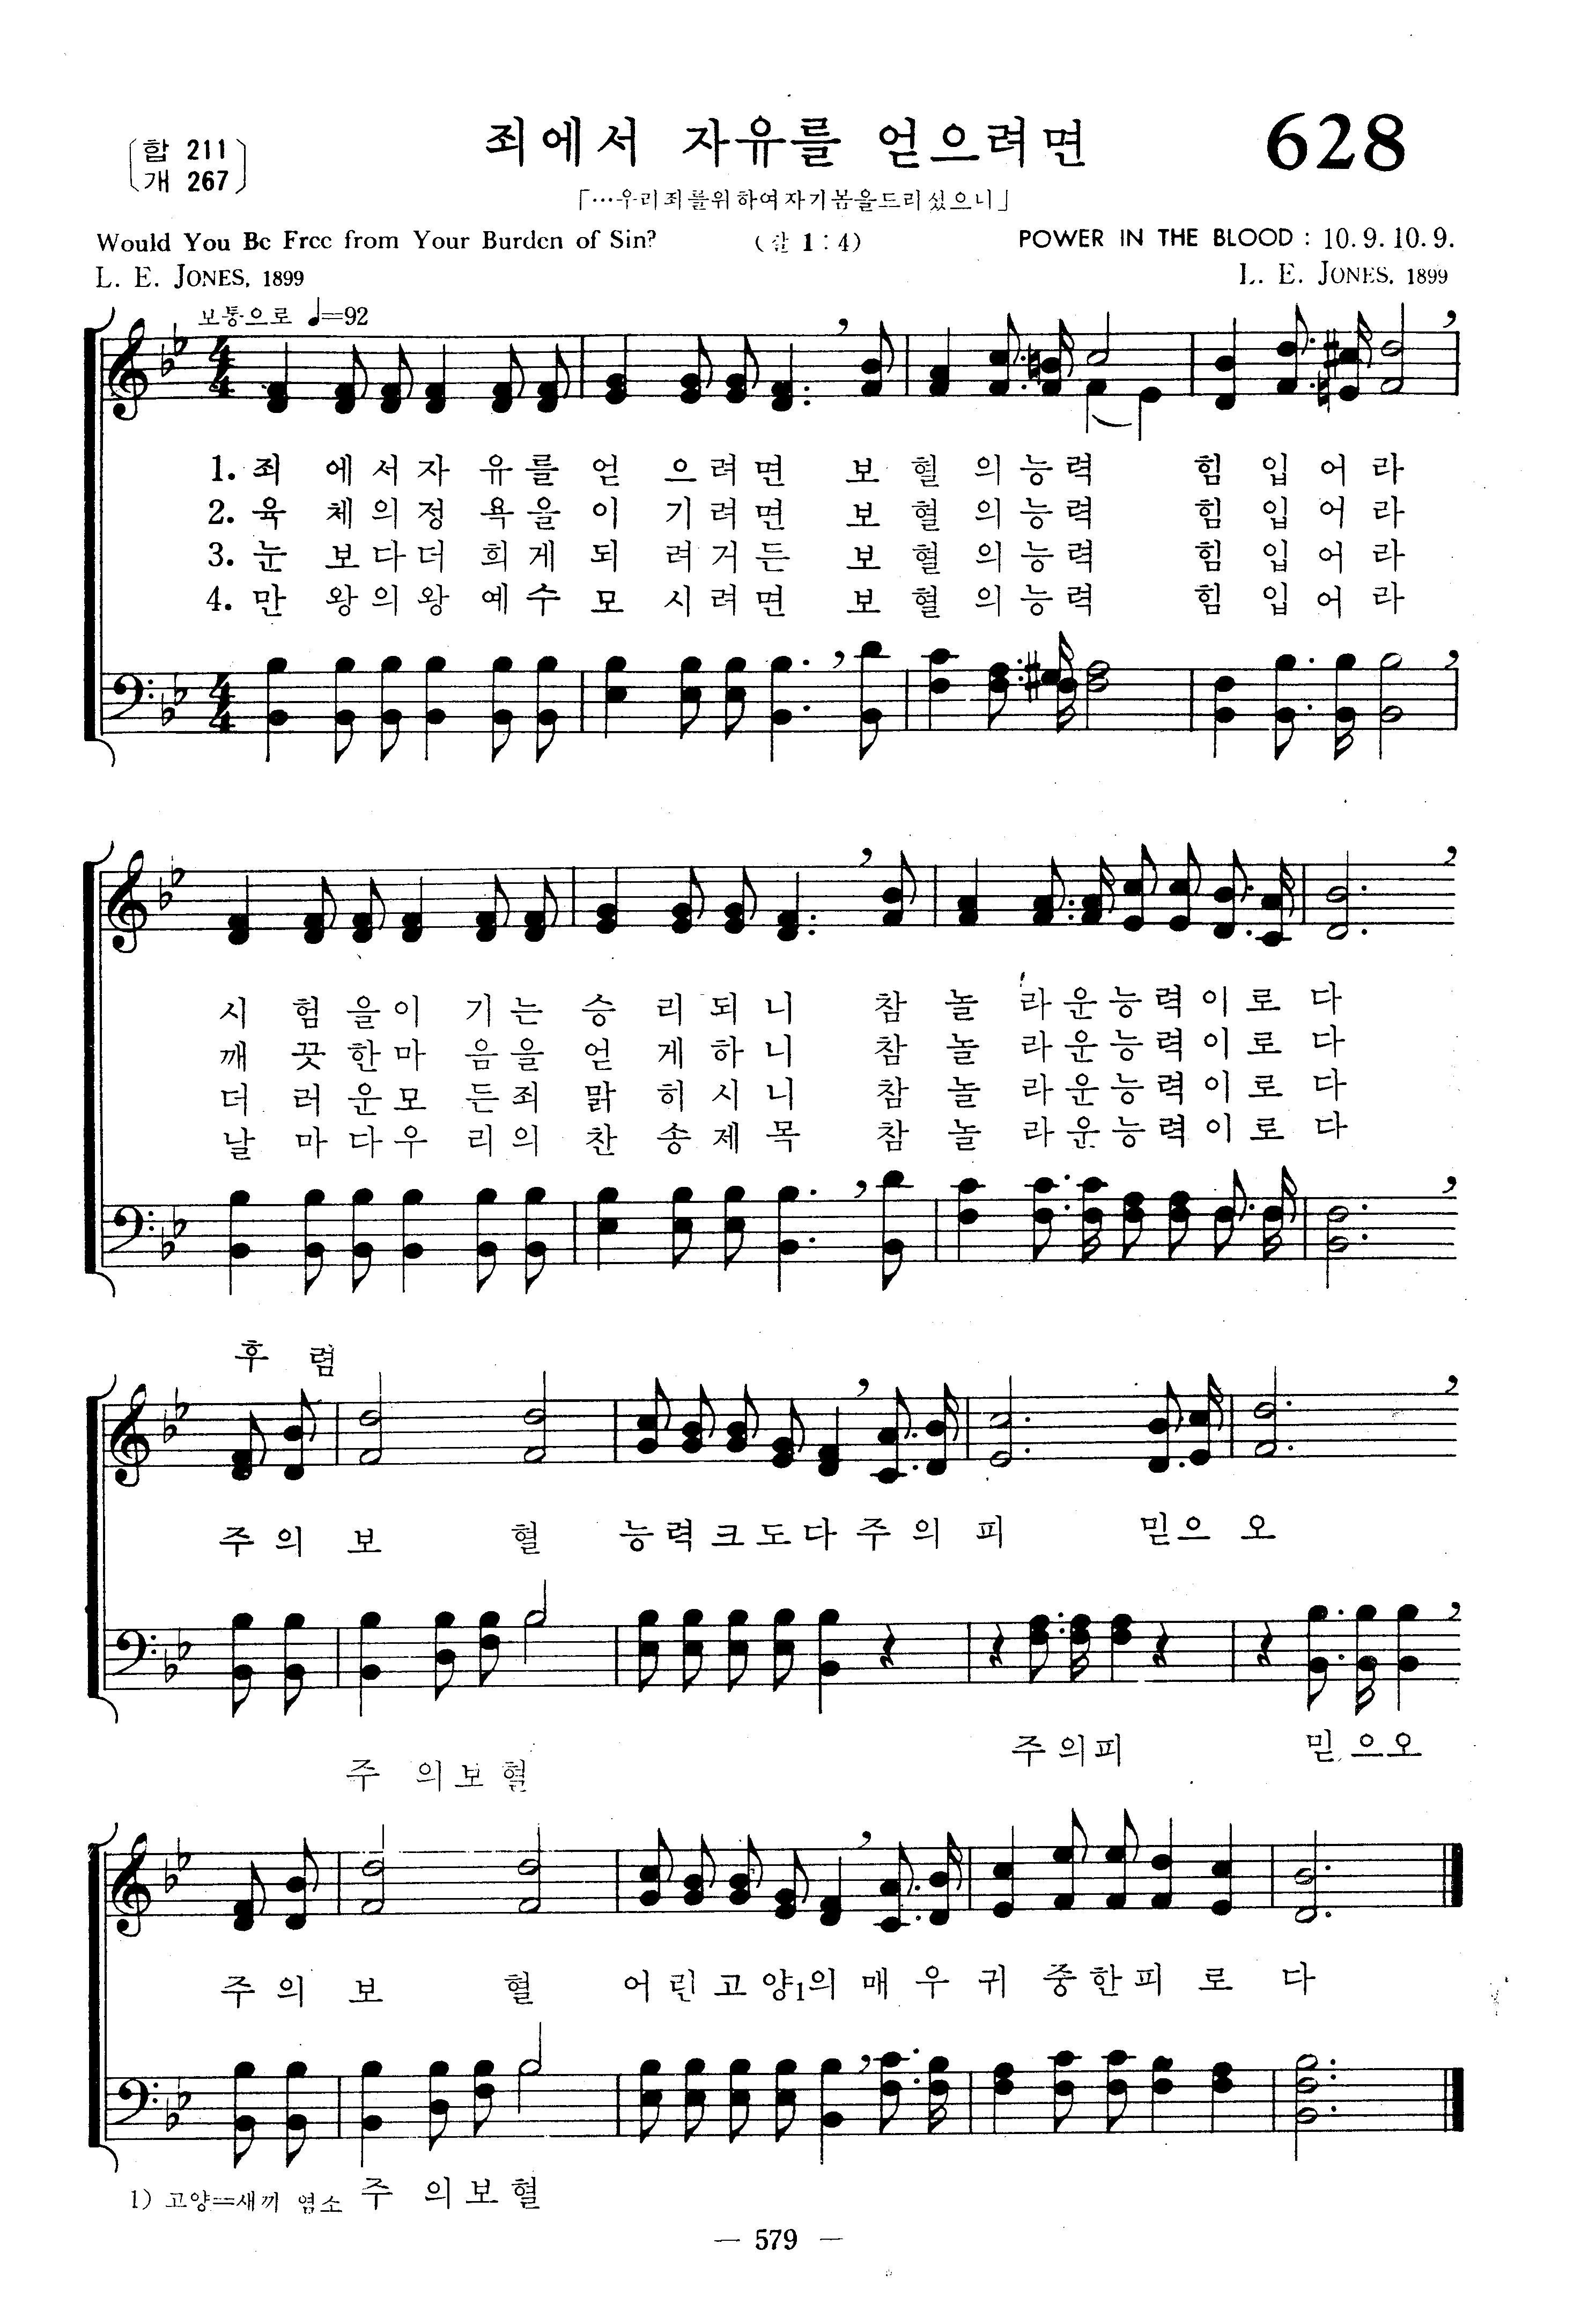 〔합 211
개 267〕
죄에서 자유를 얻으려면
628
「…우리죄를위하여자기몸을드리셨으니」
Would You Be Free from Your Burden of Sin?
(갈 1 : 4)
POWER IN THE BLOOD : 10. 9. 10. 9.
L. E. JONES, 1899
L. E. JONES, 1899
보통으로 ♩=92
1. 죄 에서자 유를 얻 으려면 보 혈 의능력 힘 입 어라
2. 육 체의정 욕을 이 기려면 보 혈 의능력 힘 입 어라
3. 눈 보다더 희게 되 려거든 보 혈 의능력 힘 입 어라
4. 만 왕의왕 예수 모 시려면 보 혈 의능력 힘 입 어라
시 험을이 기는 승 리되니 참 놀 라운능력이로다
깨 끗한마 음을 얻 게하니 참 놀 라운능력이로다
더 러운모 든죄 맑 히시니 참 놀 라운능력이로다
날 마다우 리의 찬 송제목 참 놀 라운능력이로다
후 렴
주의 보 혈 능력크도다주의 피 믿으 오
주 의보혈 주의피 믿으오
주의 보 혈 어린고양1의 매우 귀 중한피로 다
1) 고양=새끼 염소 주 의보혈
— 579 —